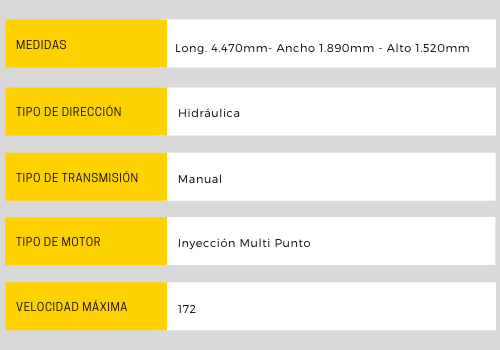 MEDIDAS Long. 4.470mm- Ancho 1.890mm - Alto 1.520mm
TIPO DE DIRECCIÓN Hidráulica
TIPO DE TRANSMISIÓN Manual
TIPO DE MOTOR Inyección Multi Punto
VELOCIDAD MÁXIMA 172